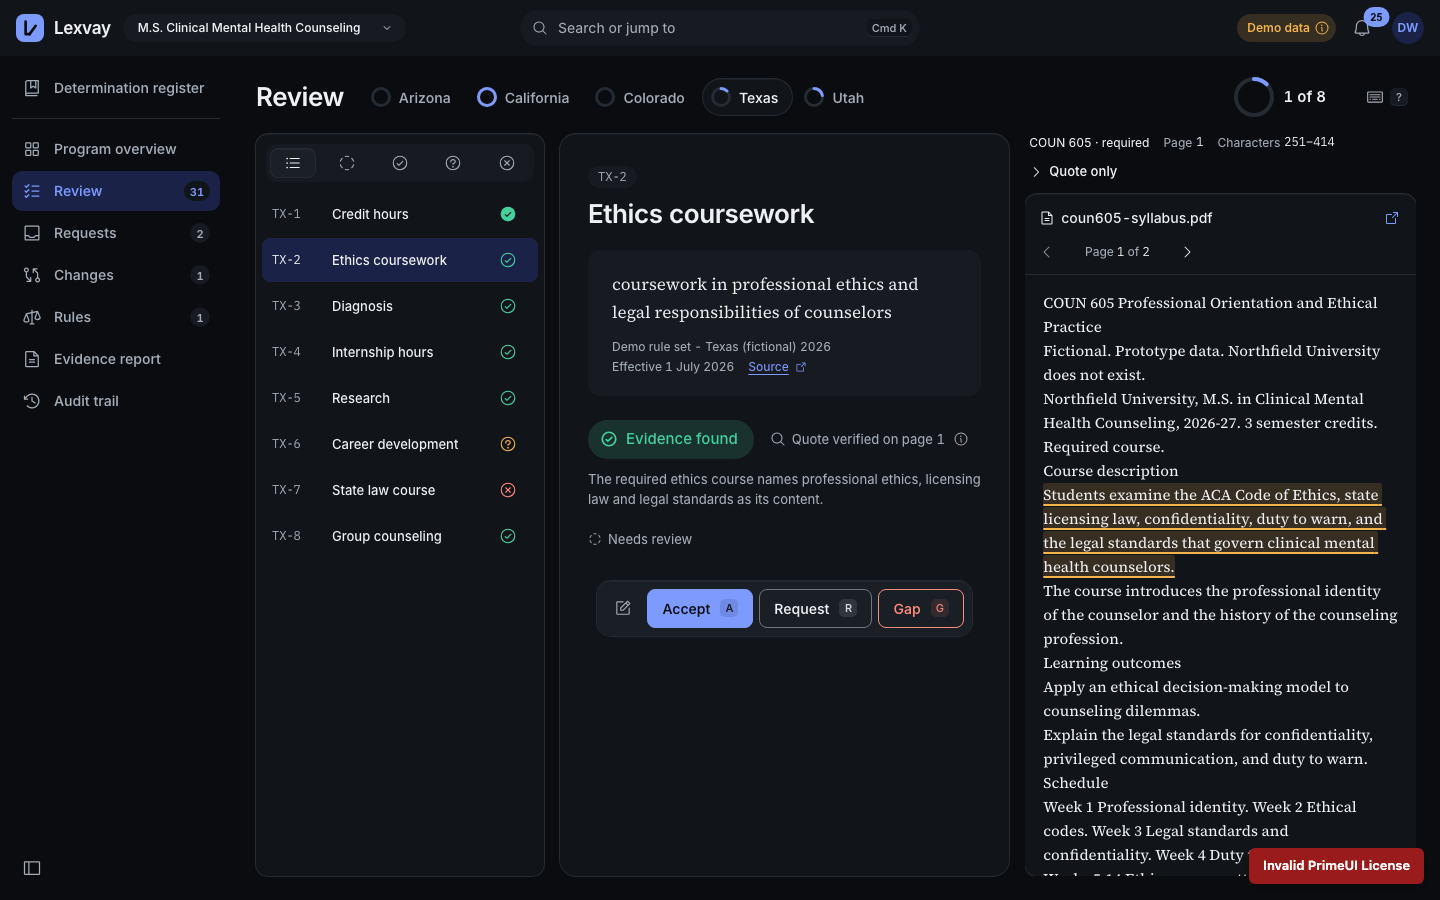 Lexvay
M.S. Clinical Mental Health Counseling
Search or jump to
Cmd K
Demo data
25
DW
Determination register
Program overview
Review 31
Requests 2
Changes 1
Rules 1
Evidence report
Audit trail
Review
Arizona
California
Colorado
Texas
Utah
1 of 8
?
TX-1 Credit hours
TX-2 Ethics coursework
TX-3 Diagnosis
TX-4 Internship hours
TX-5 Research
TX-6 Career development
TX-7 State law course
TX-8 Group counseling
TX-2
Ethics coursework
coursework in professional ethics and
legal responsibilities of counselors
Demo rule set - Texas (fictional) 2026
Effective 1 July 2026 Source
Evidence found
Quote verified on page 1
The required ethics course names professional ethics, licensing
law and legal standards as its content.
Needs review
Accept A
Request R
Gap G
COUN 605 · required Page 1 Characters 251–414
Quote only
coun605-syllabus.pdf
Page 1 of 2
COUN 605 Professional Orientation and Ethical
Practice
Fictional. Prototype data. Northfield University
does not exist.
Northfield University, M.S. in Clinical Mental
Health Counseling, 2026-27. 3 semester credits.
Required course.
Course description
Students examine the ACA Code of Ethics, state
licensing law, confidentiality, duty to warn, and
the legal standards that govern clinical mental
health counselors.
The course introduces the professional identity
of the counselor and the history of the counseling
profession.
Learning outcomes
Apply an ethical decision-making model to
counseling dilemmas.
Explain the legal standards for confidentiality,
privileged communication, and duty to warn.
Schedule
Week 1 Professional identity. Week 2 Ethical
codes. Week 3 Legal standards and
confidentiality. Week 4 Duty
Invalid PrimeUI License